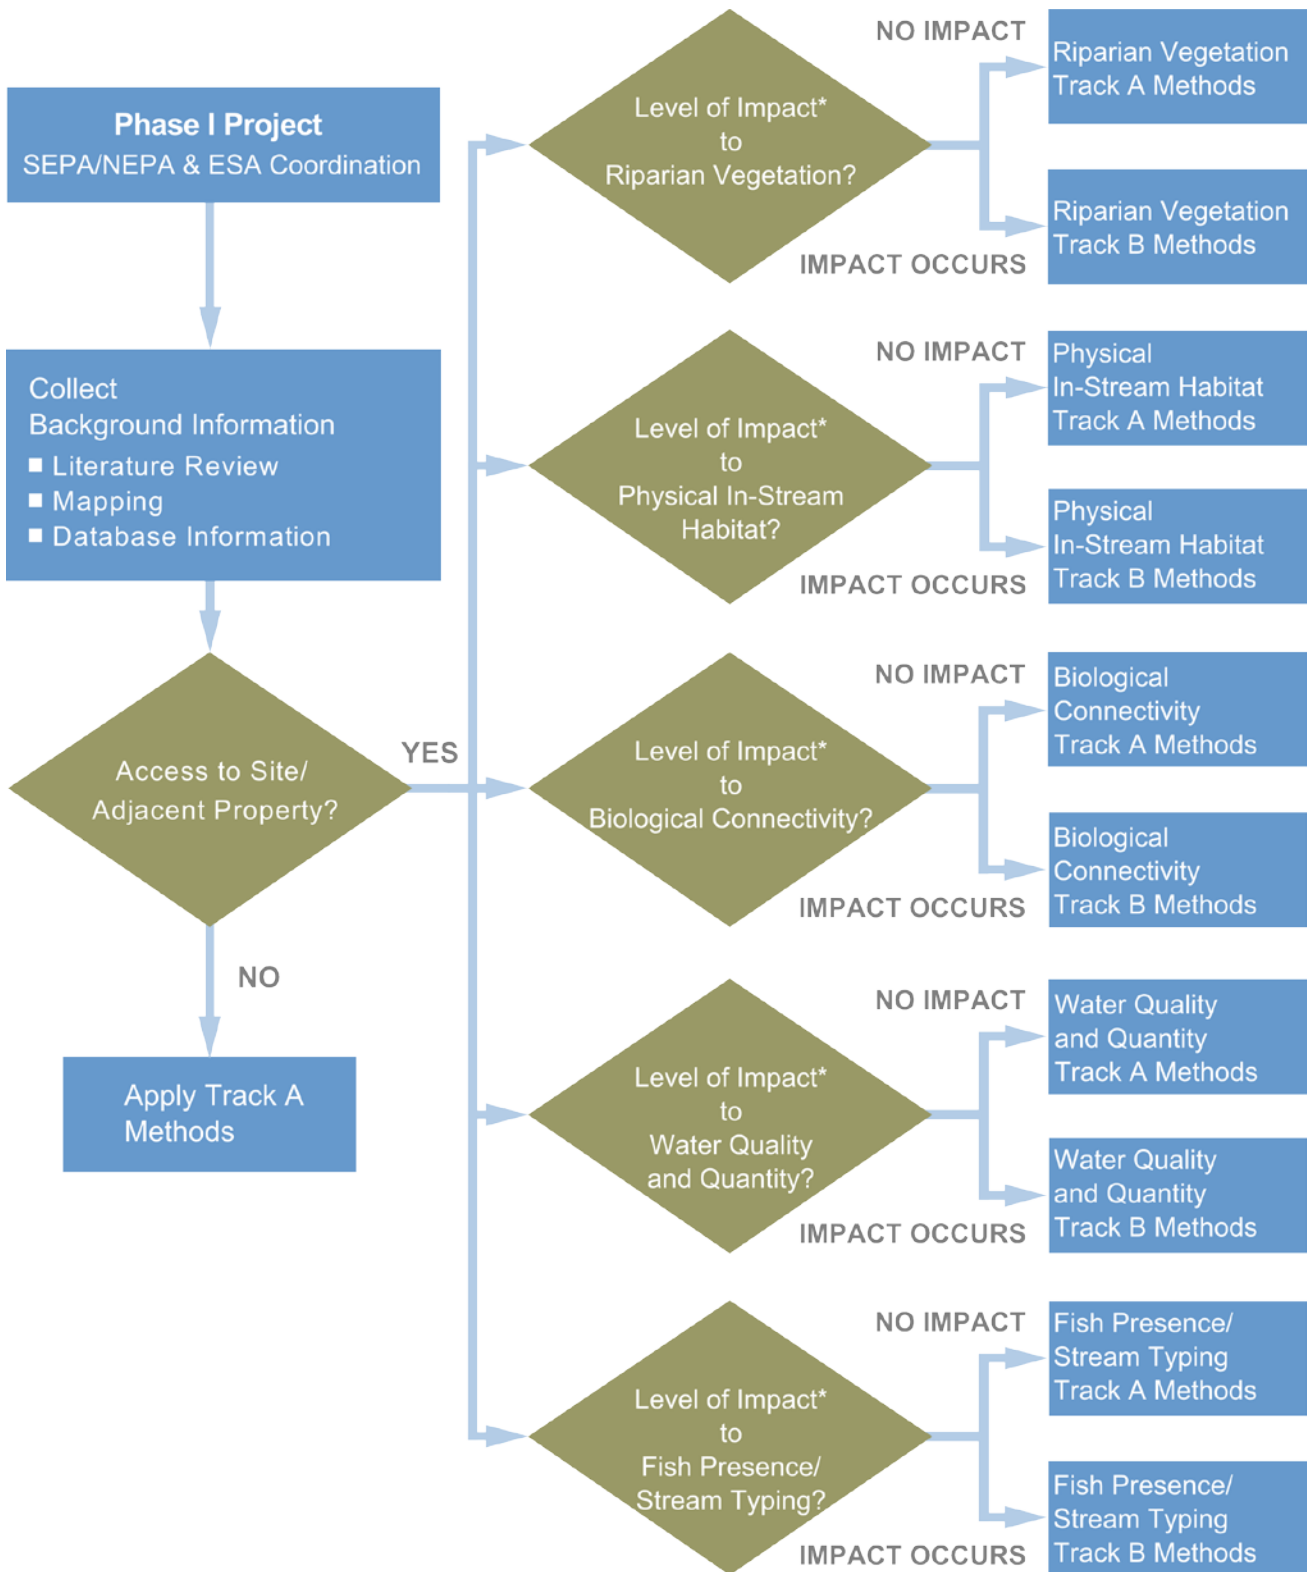 Phase I Project
SEPA/NEPA & ESA Coordination
Collect
Background Information
■ Literature Review
■ Mapping
■ Database Information
Access to Site/
Adjacent Property?
YES
NO
Apply Track A
Methods
Level of Impact*
to
Riparian Vegetation?
NO IMPACT
Riparian Vegetation
Track A Methods
IMPACT OCCURS
Riparian Vegetation
Track B Methods
Level of Impact*
to
Physical In-Stream
Habitat?
NO IMPACT
Physical
In-Stream Habitat
Track A Methods
IMPACT OCCURS
Physical
In-Stream Habitat
Track B Methods
Level of Impact*
to
Biological Connectivity?
NO IMPACT
Biological
Connectivity
Track A Methods
IMPACT OCCURS
Biological
Connectivity
Track B Methods
Level of Impact*
to
Water Quality
and Quantity?
NO IMPACT
Water Quality
and Quantity
Track A Methods
IMPACT OCCURS
Water Quality
and Quantity
Track B Methods
Level of Impact*
to
Fish Presence/
Stream Typing?
NO IMPACT
Fish Presence/
Stream Typing
Track A Methods
IMPACT OCCURS
Fish Presence/
Stream Typing
Track B Methods